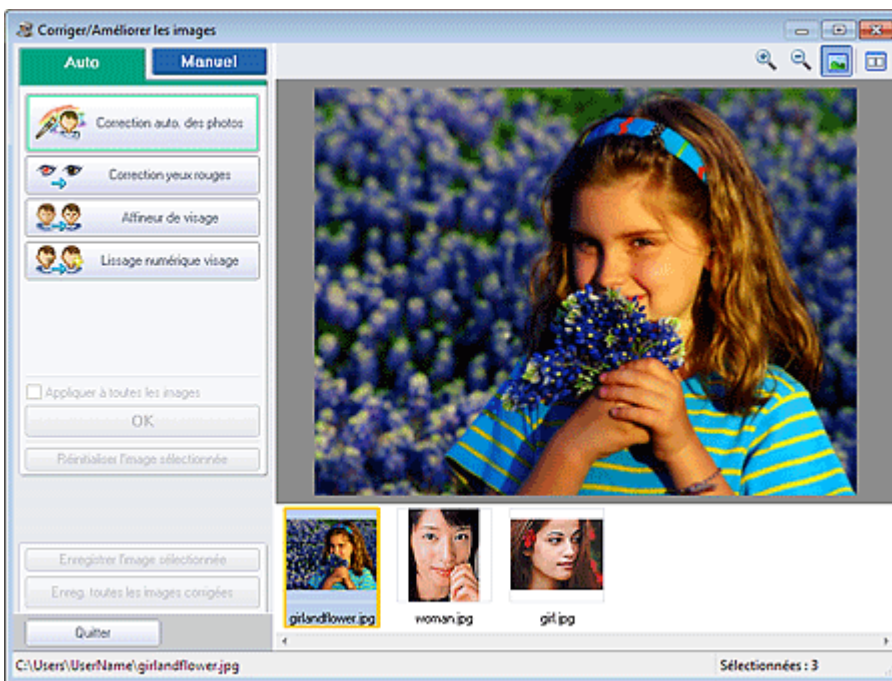 Corriger/Améliorer les images
Auto
Manuel
Correction auto. des photos
Correction yeux rouges
Affineur de visage
Lissage numérique visage
Appliquer à toutes les images
OK
Réinitialiser l'image sélectionnée
Enregistrer l'image sélectionnée
Enreg. toutes les images corrigées
Quitter
girlandflower.jpg
woman.jpg
girl.jpg
C:\Users\UserName\girlandflower.jpg
Sélectionnées : 3